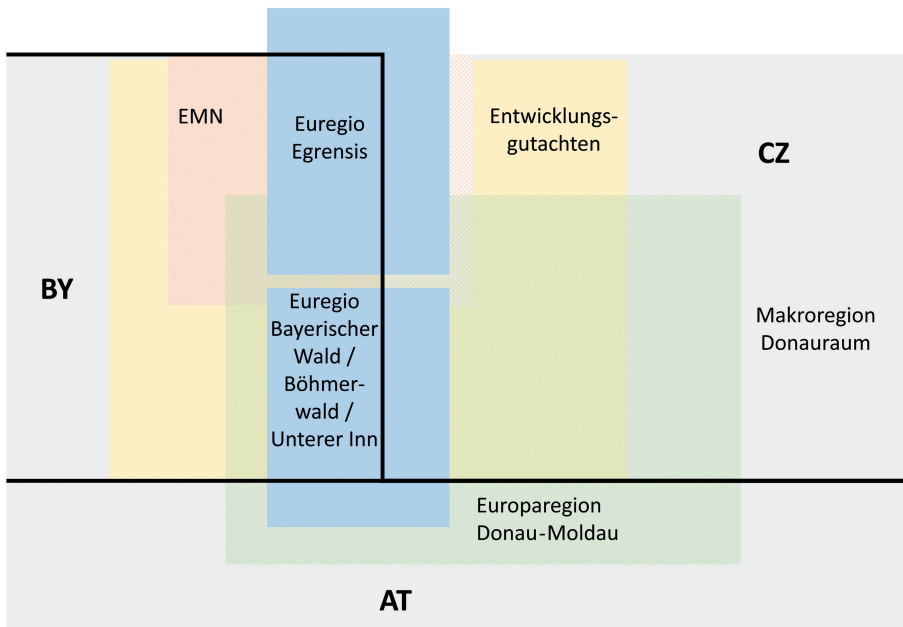 EMN
Euregio
Egrensis
Entwicklungs-
gutachten
CZ
BY
Euregio
Bayerischer
Wald /
Böhmer-
wald /
Unterer Inn
Makroregion
Donauraum
Europaregion
Donau-Moldau
AT